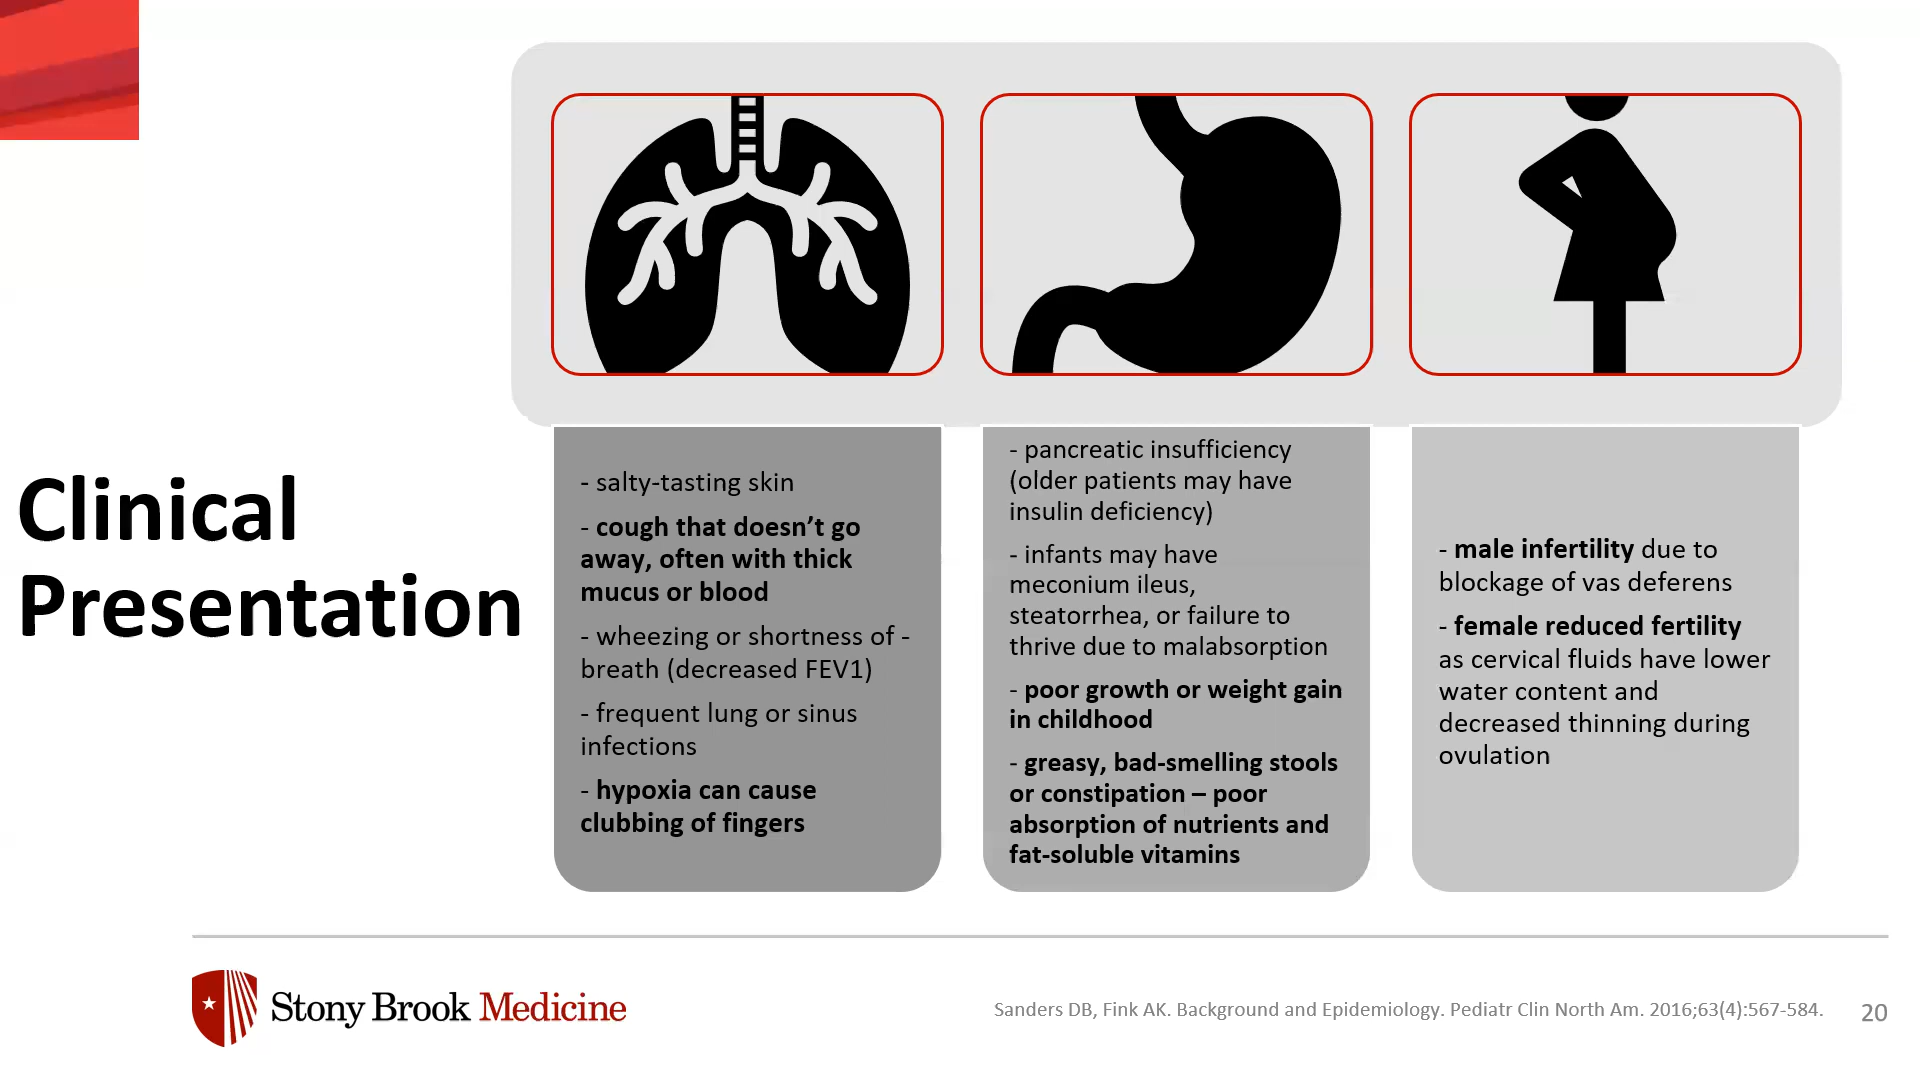 Clinical
Presentation
- salty-tasting skin
- cough that doesn’t go
away, often with thick
mucus or blood
- wheezing or shortness of -
breath (decreased FEV1)
- frequent lung or sinus
infections
- hypoxia can cause
clubbing of fingers
- pancreatic insufficiency
(older patients may have
insulin deficiency)
- infants may have
meconium ileus,
steatorrhea, or failure to
thrive due to malabsorption
- poor growth or weight gain
in childhood
- greasy, bad-smelling stools
or constipation – poor
absorption of nutrients and
fat-soluble vitamins
- male infertility due to
blockage of vas deferens
- female reduced fertility
as cervical fluids have lower
water content and
decreased thinning during
ovulation
Stony Brook Medicine
Sanders DB, Fink AK. Background and Epidemiology. Pediatr Clin North Am. 2016;63(4):567-584.
20